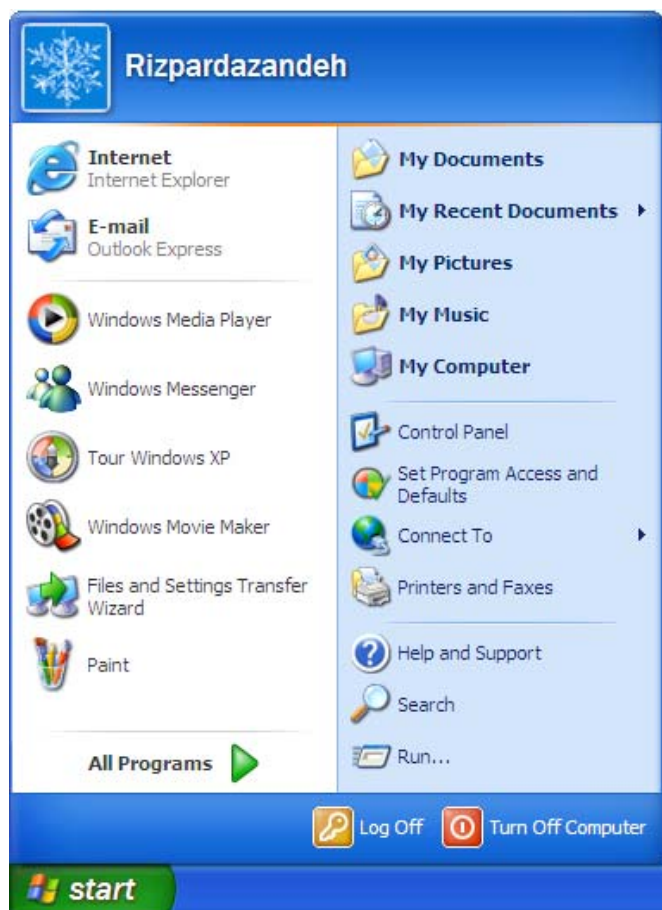 Rizpardazandeh
Internet
Internet Explorer
E-mail
Outlook Express
Windows Media Player
Windows Messenger
Tour Windows XP
Windows Movie Maker
Files and Settings Transfer
Wizard
Paint
All Programs
My Documents
My Recent Documents
My Pictures
My Music
My Computer
Control Panel
Set Program Access and
Defaults
Connect To
Printers and Faxes
Help and Support
Search
Run...
Log Off
Turn Off Computer
start